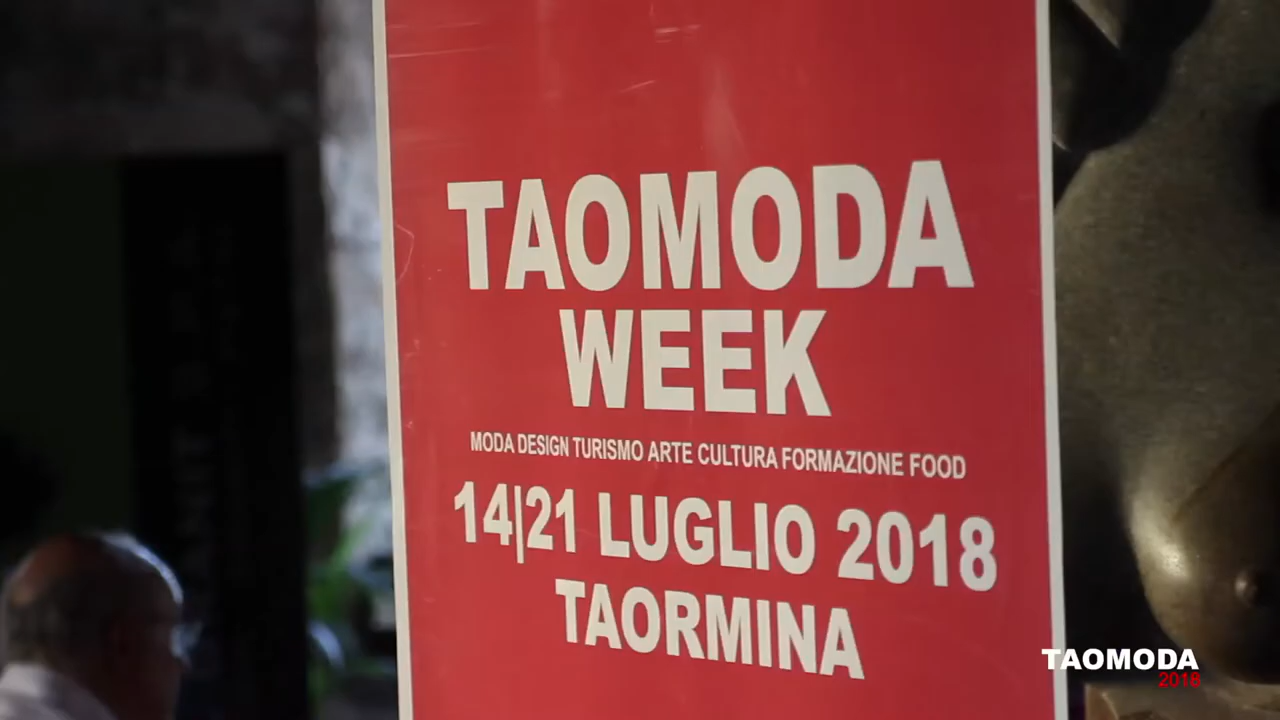 TAOMODA
WEEK
MODA DESIGN TURISMO ARTE CULTURA FORMAZIONE FOOD
14|21 LUGLIO 2018
TAORMINA
TAOMODA
2018